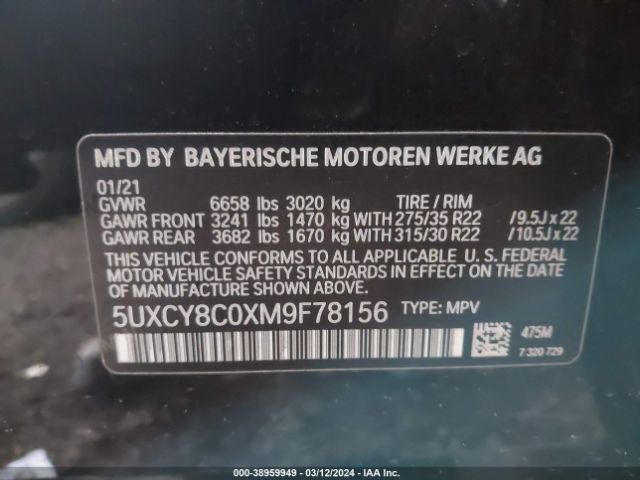 MFD BY BAYERISCHE MOTOREN WERKE AG
01/21
GVWR 6658 lbs 3020 kg TIRE / RIM
GAWR FRONT 3241 lbs 1470 kg WITH 275/35 R22 /9.5J x 22
GAWR REAR 3682 lbs 1670 kg WITH 315/30 R22 /10.5J x 22
THIS VEHICLE CONFORMS TO ALL APPLICABLE U. S. FEDERAL
MOTOR VEHICLE SAFETY STANDARDS IN EFFECT ON THE
DATE OF MANUFACTURE SHOWN ABOVE.
5UXCY8C0XM9F78156 TYPE: MPV
475M
7 320 729
000-38959949 - 03/12/2024 - IAA Inc.